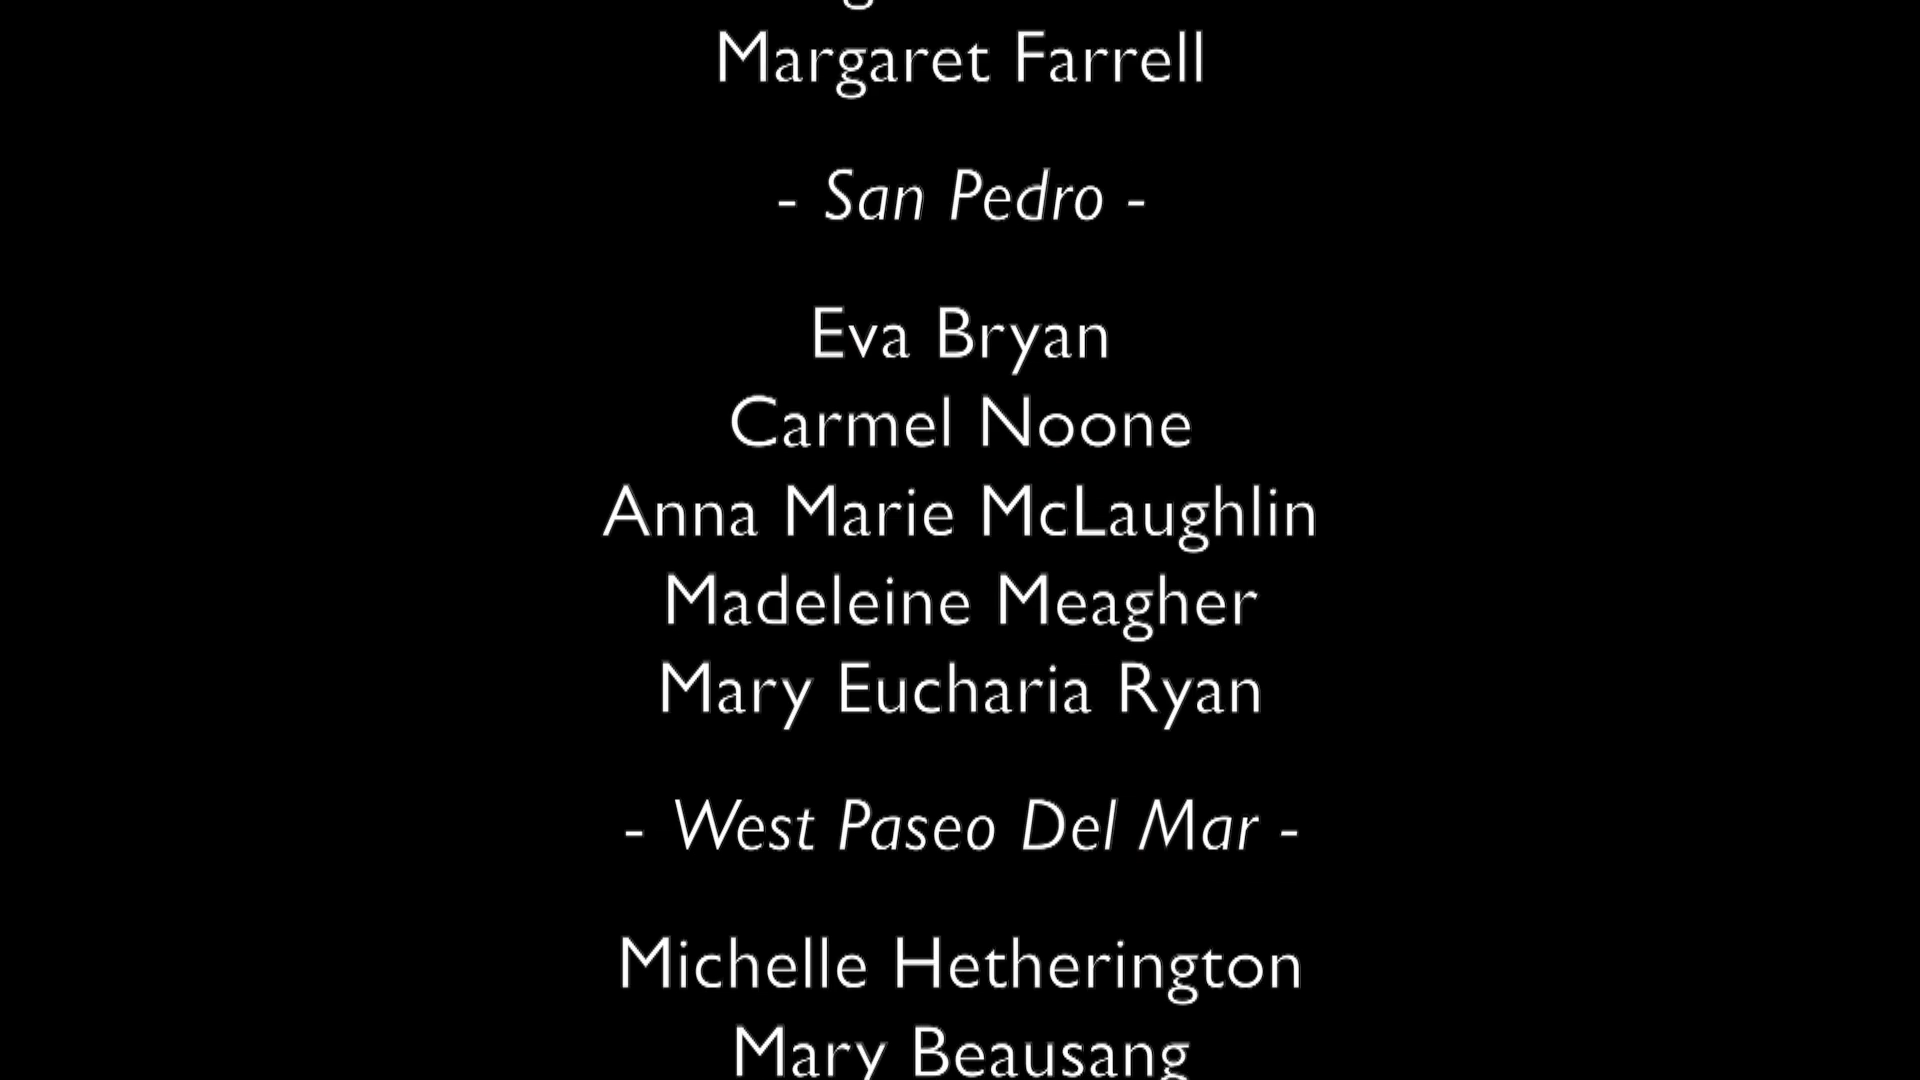 Margaret Farrell
- San Pedro -
Eva Bryan
Carmel Noone
Anna Marie McLaughlin
Madeleine Meagher
Mary Eucharia Ryan
- West Paseo Del Mar -
Michelle Hetherington
Mary Beausang